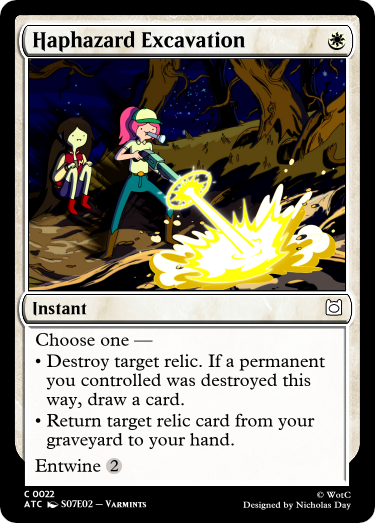 Haphazard Excavation
Instant
Choose one —
• Destroy target relic. If a permanent
you controlled was destroyed this
way, draw a card.
• Return target relic card from your
graveyard to your hand.
Entwine 2
C 0022
ATC S07E02 – Varmints
© WotC
Designed by Nicholas Day